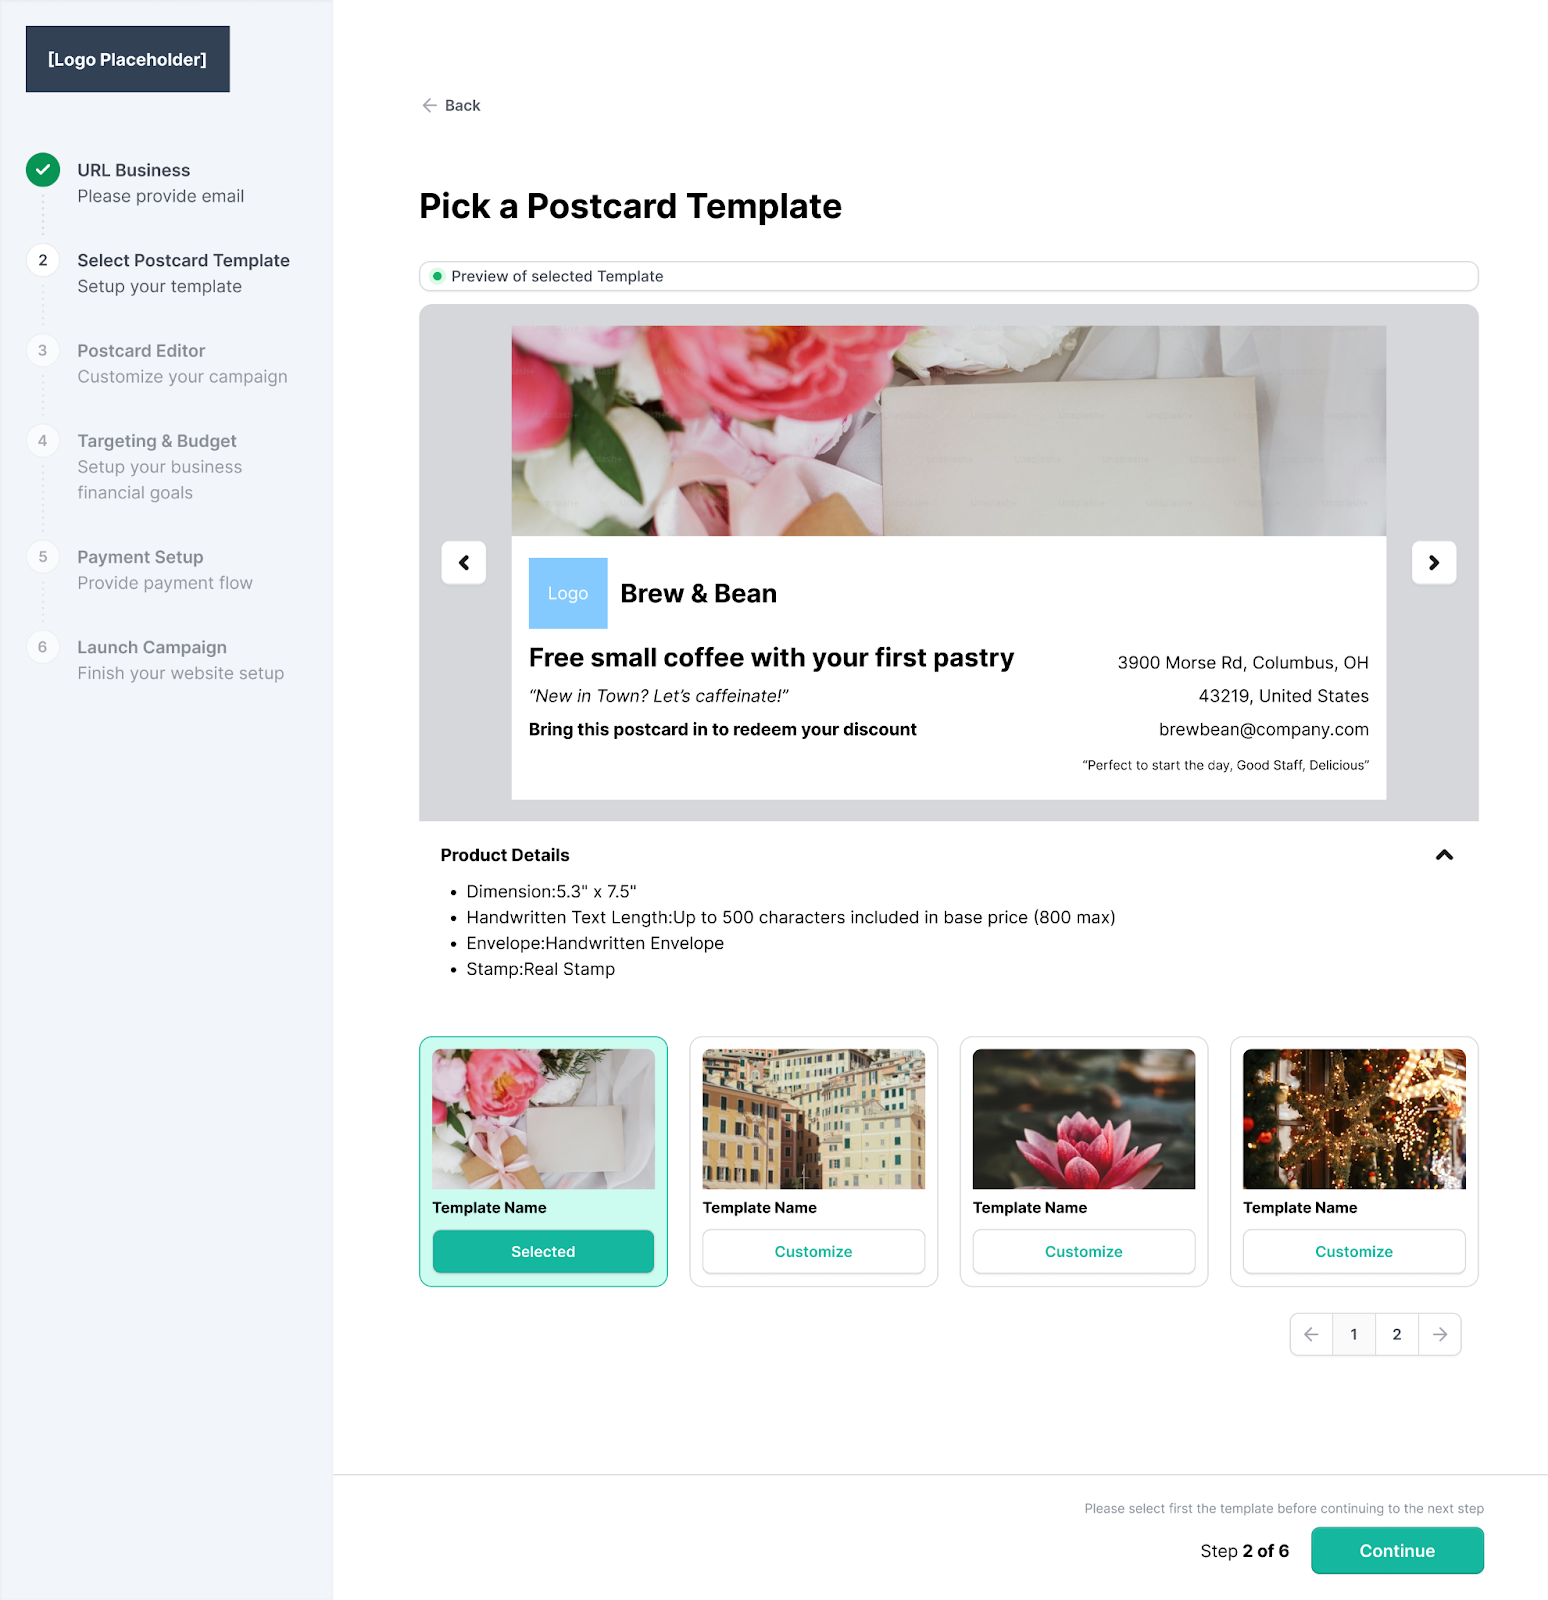 [Logo Placeholder]
URL Business
Please provide email
2
Select Postcard Template
Setup your template
3
Postcard Editor
Customize your campaign
4
Targeting & Budget
Setup your business
financial goals
5
Payment Setup
Provide payment flow
6
Launch Campaign
Finish your website setup
Back
Pick a Postcard Template
Preview of selected Template
Logo
Brew & Bean
Free small coffee with your first pastry
“New in Town? Let’s caffeinate!”
Bring this postcard in to redeem your discount
3900 Morse Rd, Columbus, OH
43219, United States
brewbean@company.com
“Perfect to start the day, Good Staff, Delicious”
Product Details
• Dimension:5.3" x 7.5"
• Handwritten Text Length:Up to 500 characters included in base price (800 max)
• Envelope:Handwritten Envelope
• Stamp:Real Stamp
Template Name
Selected
Template Name
Customize
Template Name
Customize
Template Name
Customize
1
2
Please select first the template before continuing to the next step
Step 2 of 6
Continue